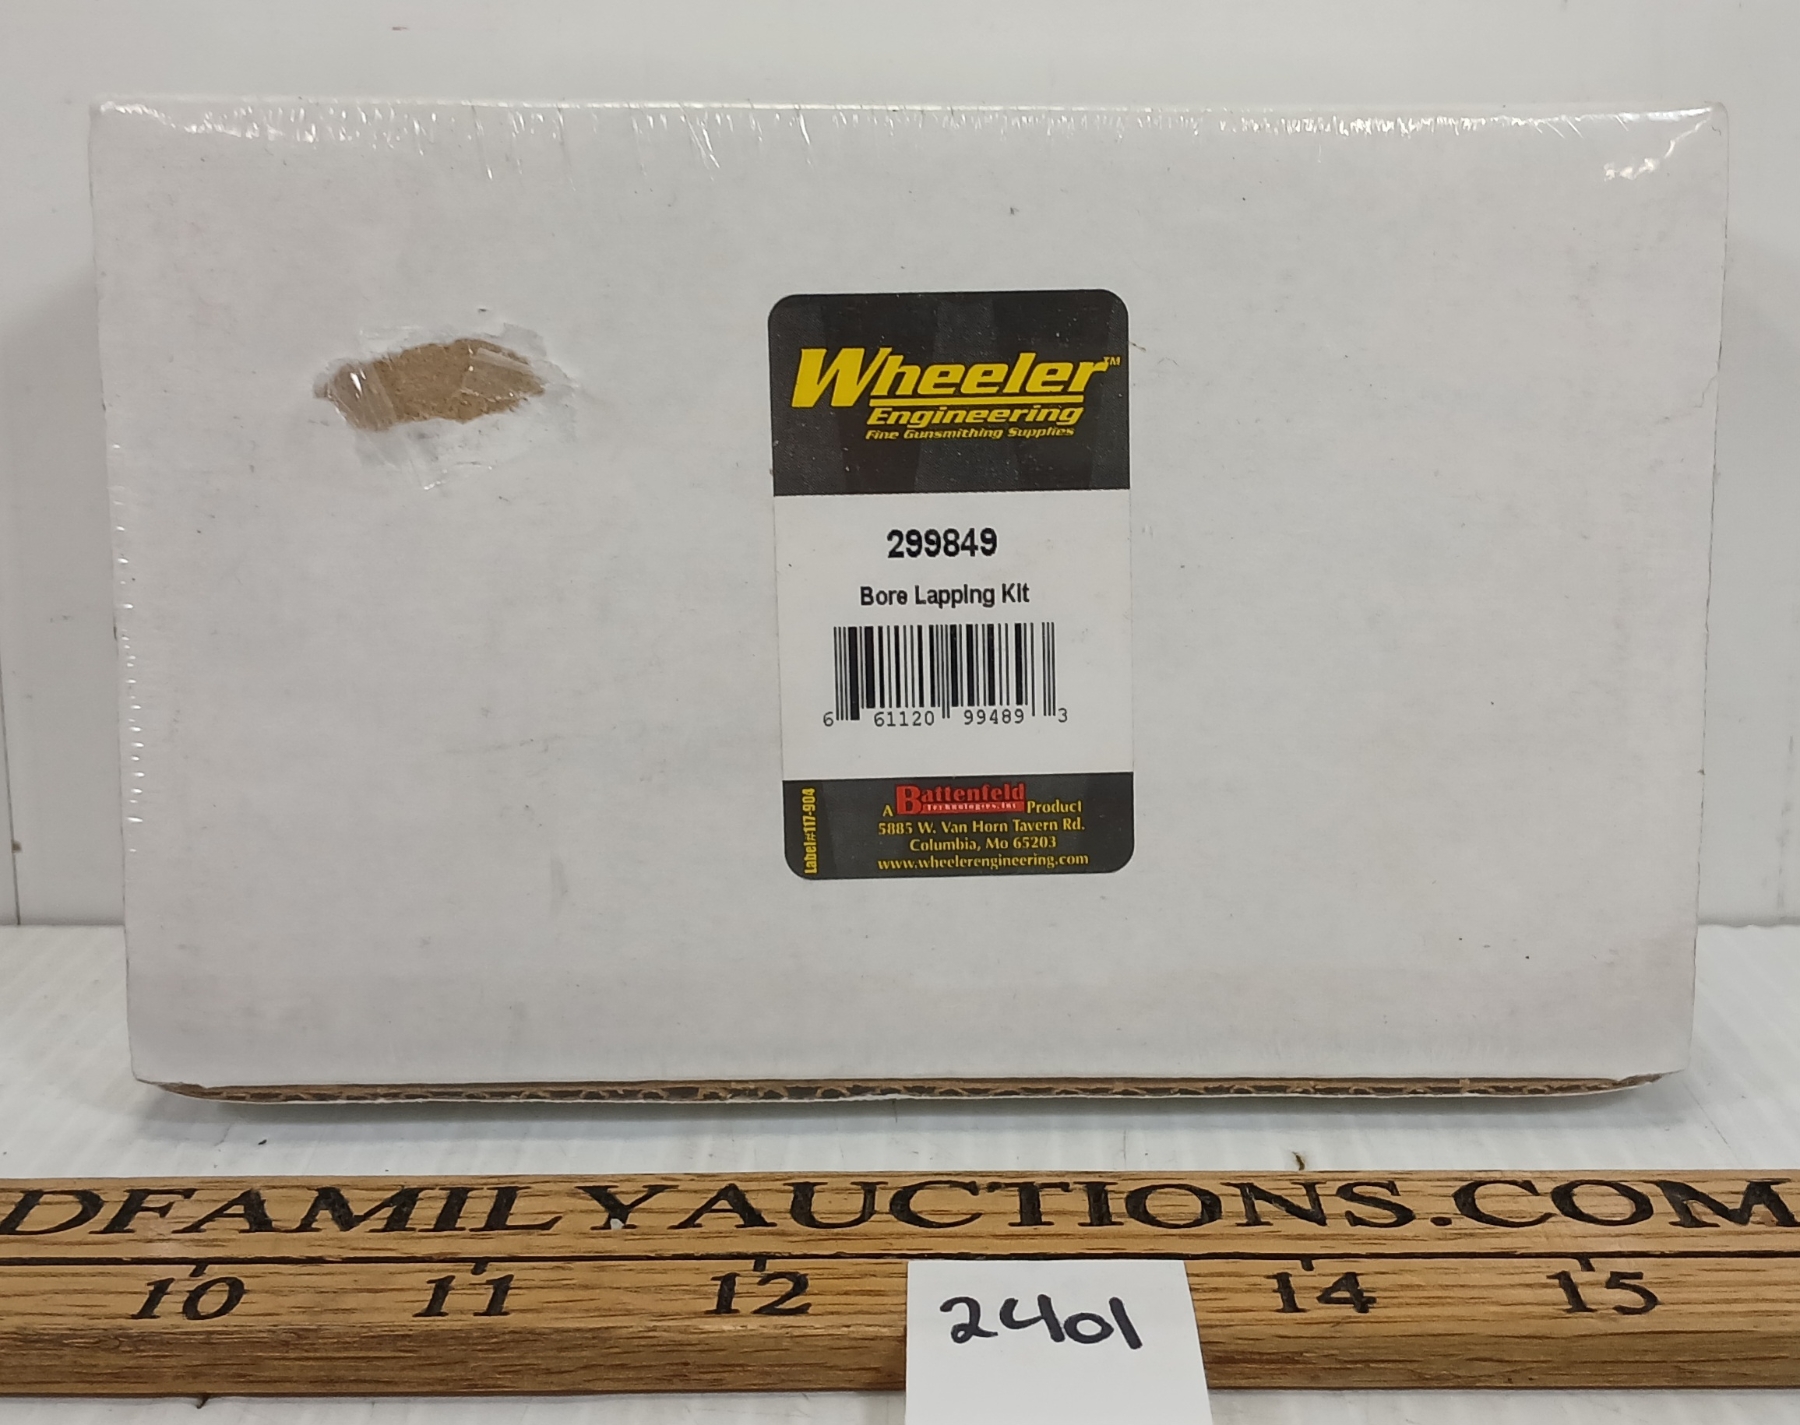 Wheeler™
Engineering
Fine Gunsmithing Supplies
299849
Bore Lapping Kit
6 61120 99489 3
Label#117-904
A Battenfeld Product
Technologies, Inc
5885 W. Van Horn Tavern Rd.
Columbia, Mo 65203
www.wheelerengineering.com
DFAMILYAUCTIONS.COM
10 11 12 14 15
2401